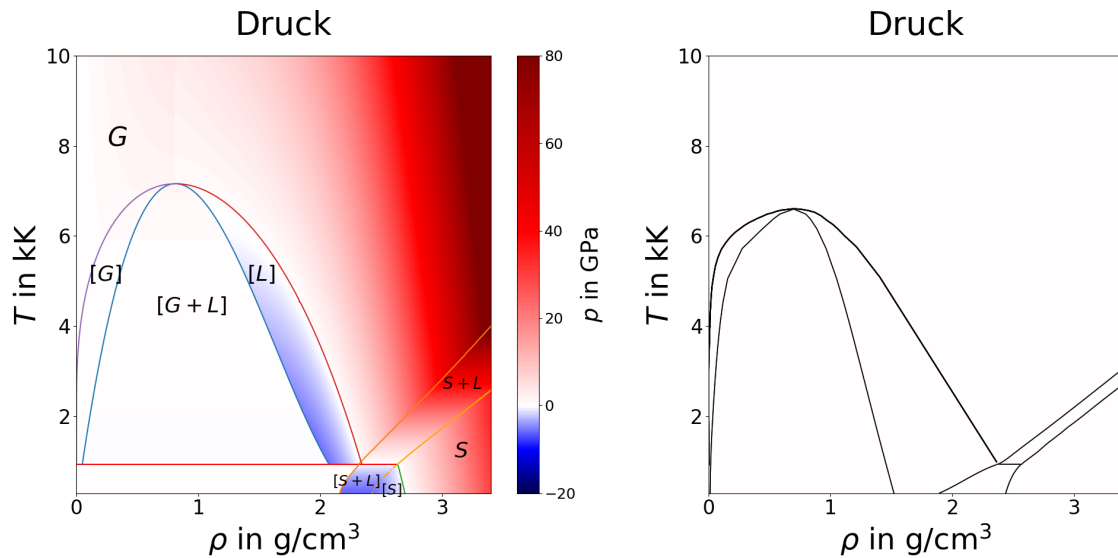 Druck
10
8
6
4
2
0
1
2
3
T in kK
ρ in g/cm³
G
[G]
[L]
[G + L]
S + L
S
[S + L]
[S]
80
60
40
20
0
−10
−20
p in GPa
Druck
10
8
6
4
2
0
1
2
3
T in kK
ρ in g/cm³